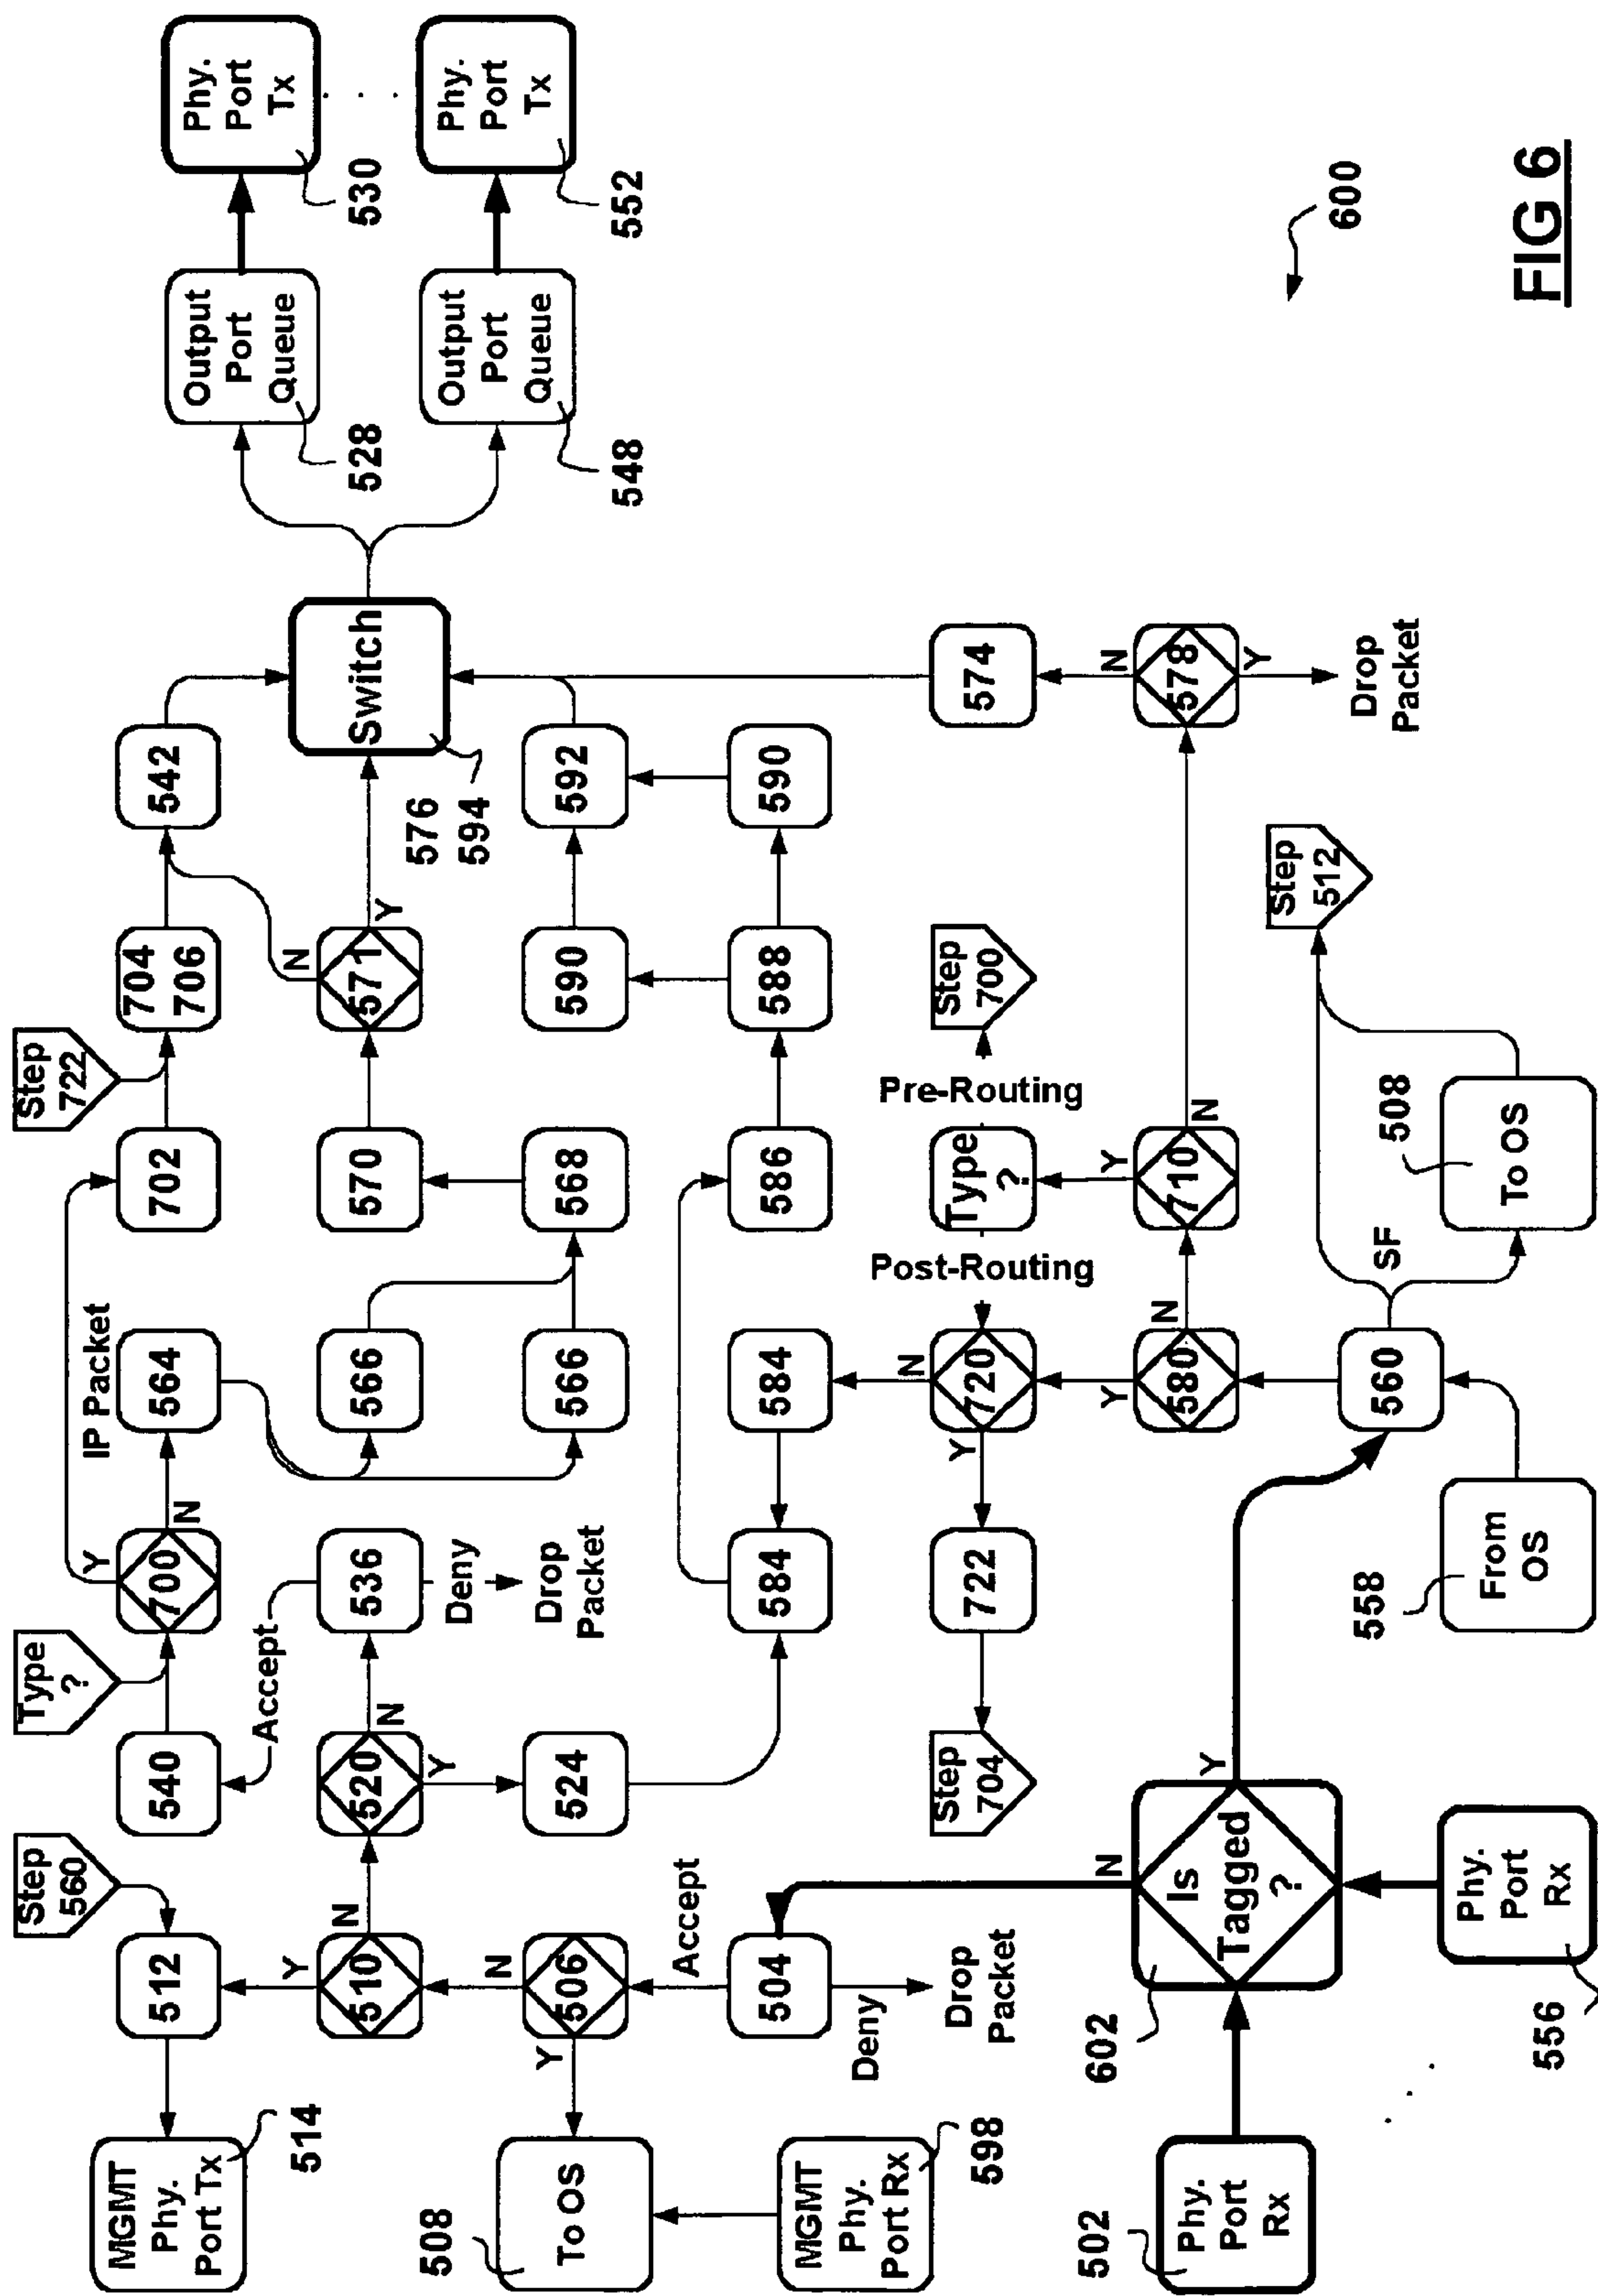 MGMT
Phy.
Port Tx
514
512
Step
560
540
Type
?
700
Y
N
IP Packet
564
702
Step
722
704
706
542
To OS
508
Y
506
N
510
Y
N
520
N
Y
Accept
536
Deny
Drop
Packet
566
566
568
570
571
N
Y
Switch
576
594
Output
Port
Queue
528
Phy.
Port
Tx
530
Output
Port
Queue
548
Phy.
Port
Tx
552
MGMT
Phy.
Port Rx
598
504
Accept
Deny
Drop
Packet
524
584
584
586
588
590
590
592
Step
704
722
Y
720
N
Post-Routing
Type
?
Pre-Routing
Step
700
574
Phy.
Port
Rx
502
602
Is
Tagged
?
N
Y
580
Y
N
710
Y
N
578
N
Y
Drop
Packet
Phy.
Port
Rx
556
From
OS
558
560
SF
To OS
508
Step
512
600
FIG 6